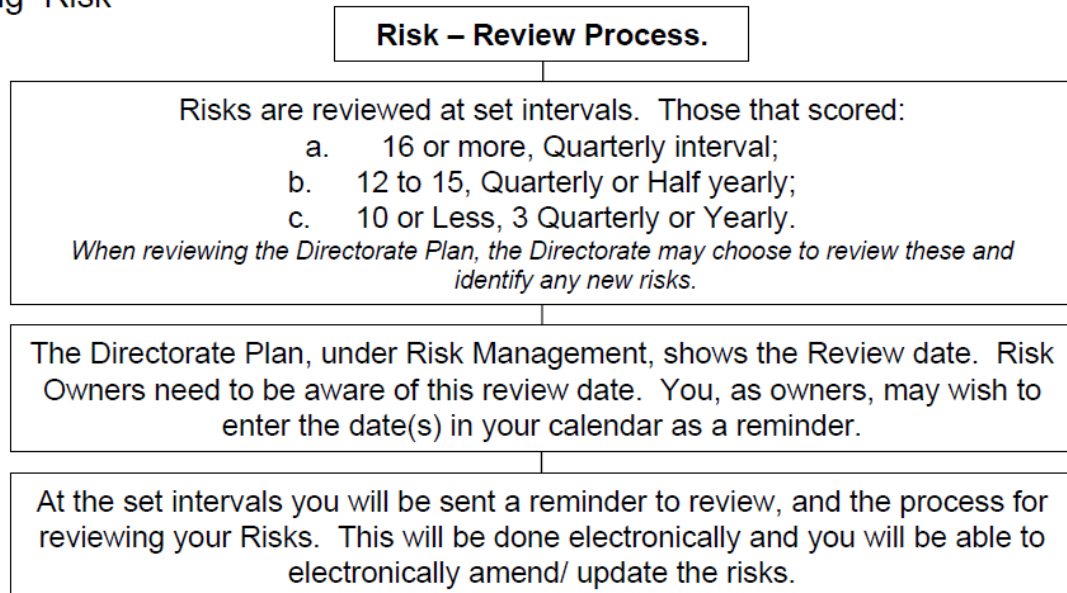 Risk
Risk – Review Process.
Risks are reviewed at set intervals.  Those that scored:
a.    16 or more, Quarterly interval;
b.    12 to 15, Quarterly or Half yearly;
c.    10 or Less, 3 Quarterly or Yearly.
When reviewing the Directorate Plan, the Directorate may choose to review these and
identify any new risks.
The Directorate Plan, under Risk Management, shows the Review date.  Risk
Owners need to be aware of this review date.  You, as owners, may wish to
enter the date(s) in your calendar as a reminder.
At the set intervals you will be sent a reminder to review, and the process for
reviewing your Risks.  This will be done electronically and you will be able to
electronically amend/ update the risks.